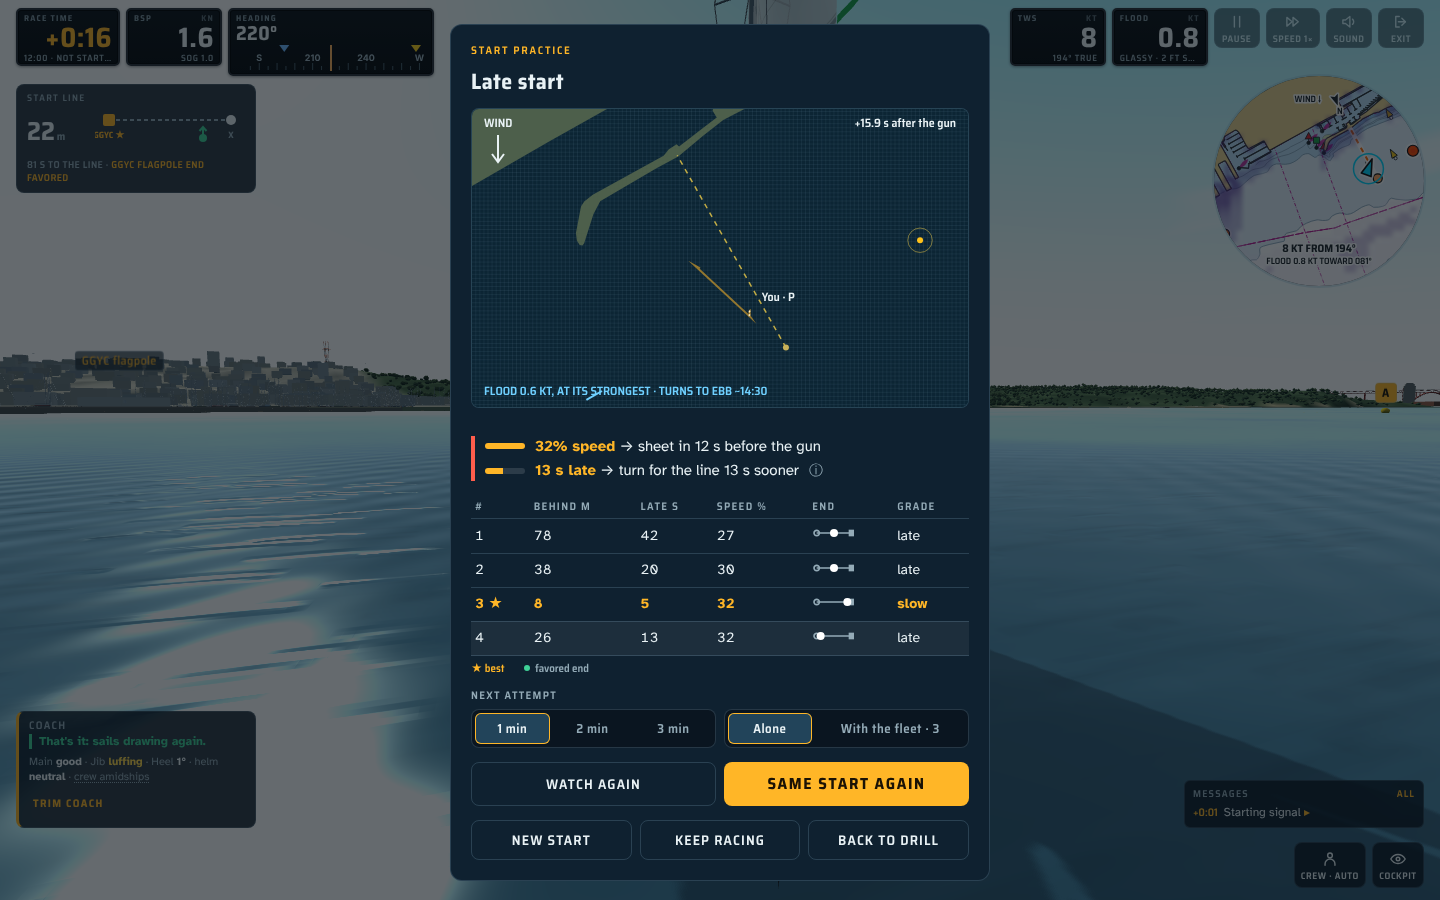 RACE TIME
+0:16
12:00 · NOT START...
BSP KN
1.6
SOG 1.0
HEADING
220°
S 210 240 W
TWS KT
8
194° TRUE
FLOOD KT
0.8
GLASSY · 2 FT S...
PAUSE
SPEED 1×
SOUND
EXIT
START LINE
22 m
SGYC ★ X
81 S TO THE LINE · GGYC FLAGPOLE END
FAVORED
GGYC flagpole
WIND
N
8 KT FROM 194°
FLOOD 0.8 KT TOWARD 081°
A
START PRACTICE
Late start
WIND
+15.9 s after the gun
You · P
FLOOD 0.6 KT, AT ITS STRONGEST · TURNS TO EBB ~14:30
32% speed → sheet in 12 s before the gun
13 s late → turn for the line 13 s sooner ⓘ
# BEHIND M LATE S SPEED % END GRADE
1 78 42 27 late
2 38 20 30 late
3 ★ 8 5 32 slow
4 26 13 32 late
★ best favored end
NEXT ATTEMPT
1 min 2 min 3 min
Alone With the fleet · 3
WATCH AGAIN
SAME START AGAIN
NEW START
KEEP RACING
BACK TO DRILL
COACH
That's it: sails drawing again.
Main good · Jib luffing · Heel 1° · helm
neutral · crew amidships
TRIM COACH
MESSAGES ALL
+0:01 Starting signal ▸
CREW · AUTO
COCKPIT